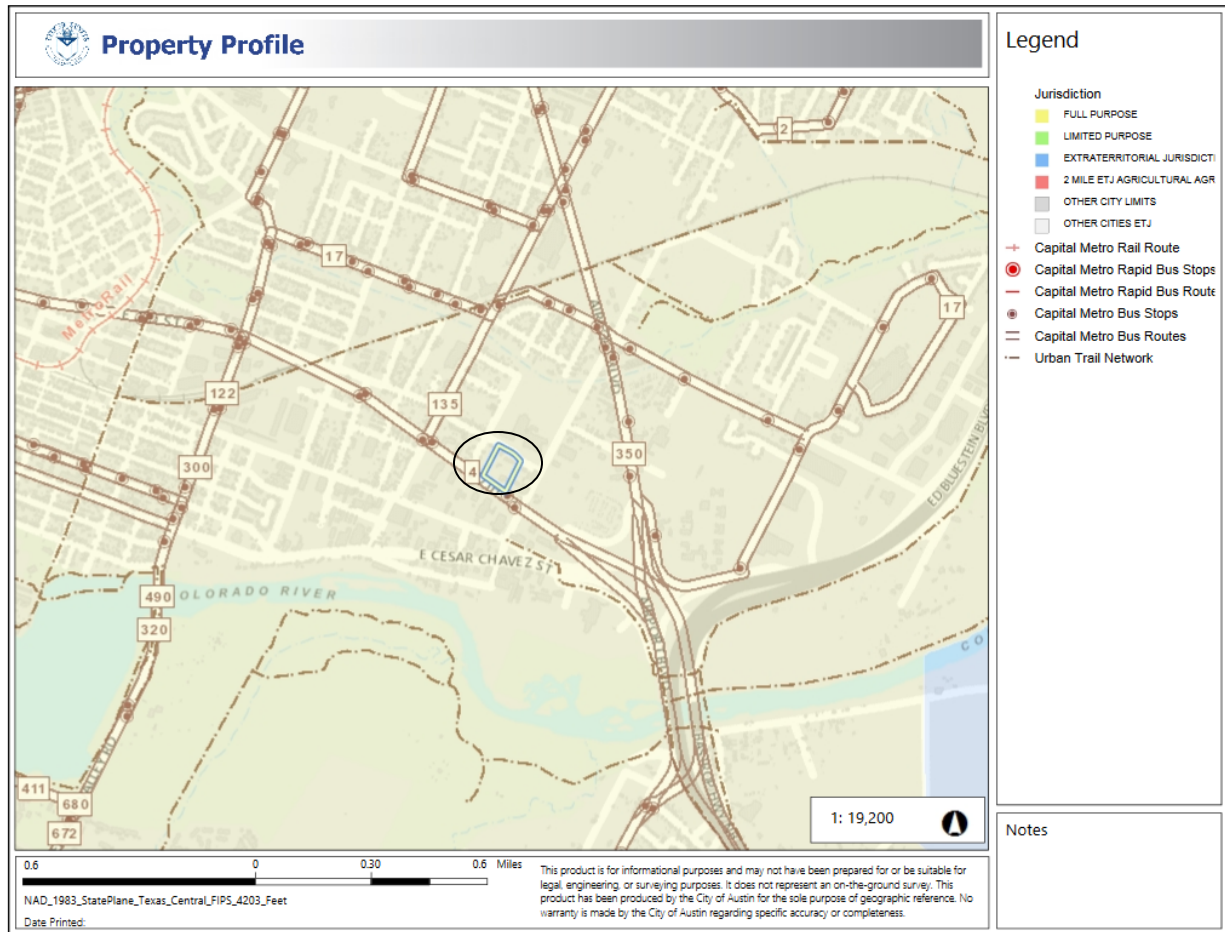 Property Profile
2
17
MetroRail
17
AIRPORT BLVD
122
135
350
300
4
ED BLUESTEIN BLV
E CESAR CHAVEZ ST
490
OLORADO RIVER
320
AIRPORT BLVD
CO
411
680
672
1: 19,200
Legend
Jurisdiction
FULL PURPOSE
LIMITED PURPOSE
EXTRATERRITORIAL JURISDICTI
2 MILE ETJ AGRICULTURAL AGR
OTHER CITY LIMITS
OTHER CITIES ETJ
Capital Metro Rail Route
Capital Metro Rapid Bus Stops
Capital Metro Rapid Bus Route
Capital Metro Bus Stops
Capital Metro Bus Routes
Urban Trail Network
Notes
0.6 0 0.30 0.6 Miles
NAD_1983_StatePlane_Texas_Central_FIPS_4203_Feet
Date Printed:
This product is for informational purposes and may not have been prepared for or be suitable for
legal, engineering, or surveying purposes. It does not represent an on-the-ground survey. This
product has been produced by the City of Austin for the sole purpose of geographic reference. No
warranty is made by the City of Austin regarding specific accuracy or completeness.